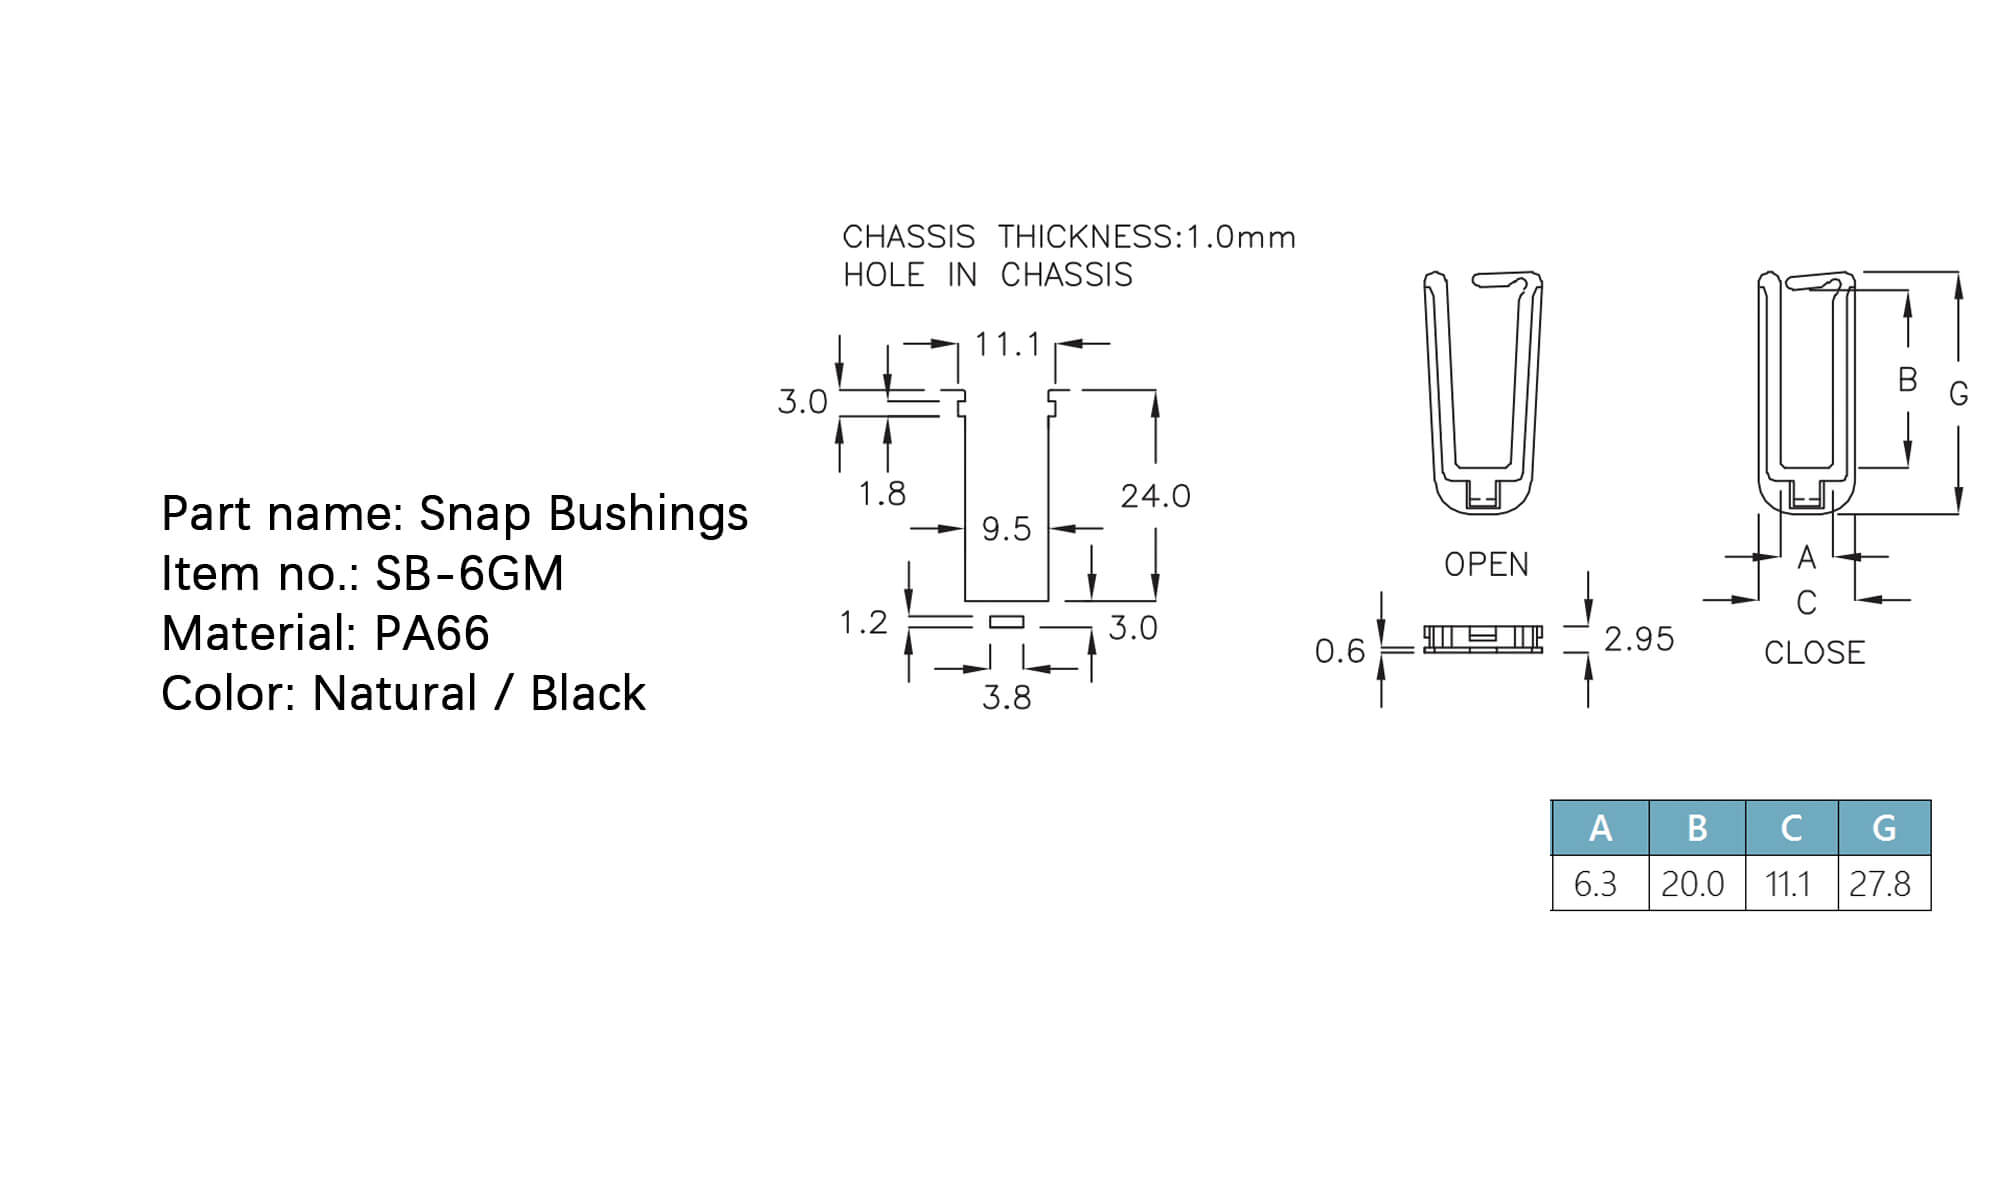 CHASSIS THICKNESS:1.0mm
HOLE IN CHASSIS
11.1
3.0
1.8
24.0
9.5
1.2
3.0
3.8
Part name: Snap Bushings
Item no.: SB-6GM
Material: PA66
Color: Natural / Black
OPEN
0.6
2.95
B
G
A
C
CLOSE
A B C G
6.3 20.0 11.1 27.8